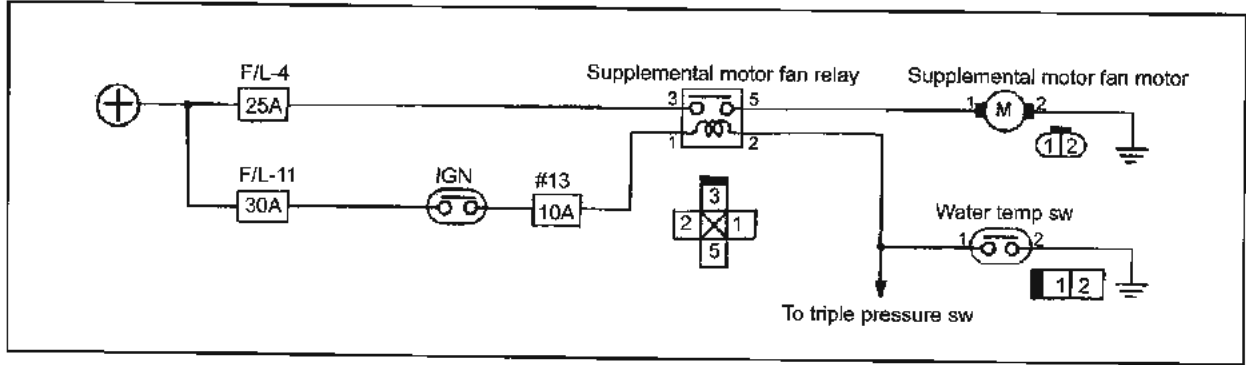 F/L-4
25A
Supplemental motor fan relay
3
5
1
2
Supplemental motor fan motor
1
M
2
1 2
F/L-11
30A
IGN
#13
10A
3
2 1
5
Water temp sw
1
2
1 2
To triple pressure sw